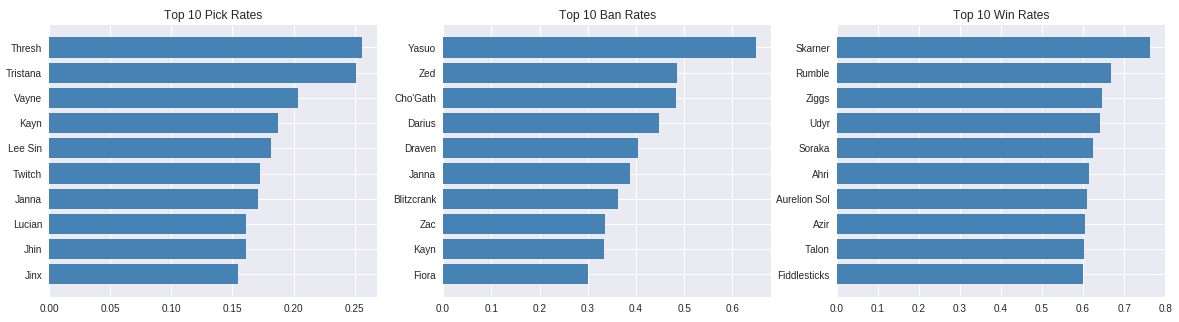 Top 10 Pick Rates
Thresh
Tristana
Vayne
Kayn
Lee Sin
Twitch
Janna
Lucian
Jhin
Jinx
0.00 0.05 0.10 0.15 0.20 0.25
Top 10 Ban Rates
Yasuo
Zed
Cho'Gath
Darius
Draven
Janna
Blitzcrank
Zac
Kayn
Fiora
0.0 0.1 0.2 0.3 0.4 0.5 0.6
Top 10 Win Rates
Skarner
Rumble
Ziggs
Udyr
Soraka
Ahri
Aurelion Sol
Azir
Talon
Fiddlesticks
0.0 0.1 0.2 0.3 0.4 0.5 0.6 0.7 0.8